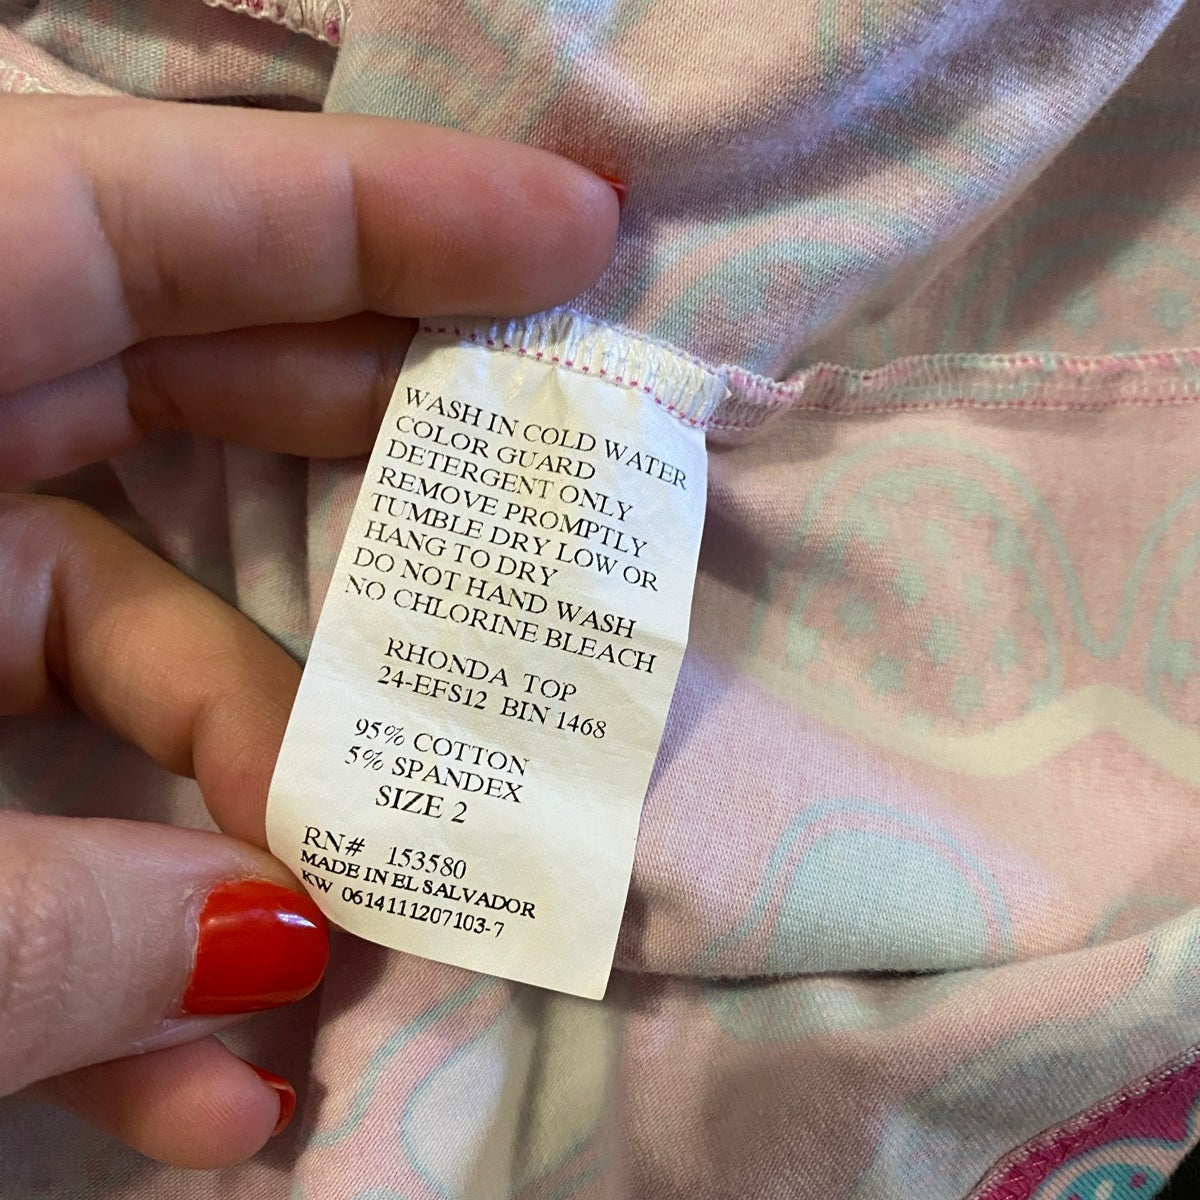 WASH IN COLD WATER
COLOR GUARD
DETERGENT ONLY
REMOVE PROMPTLY
TUMBLE DRY LOW OR
HANG TO DRY
DO NOT HAND WASH
NO CHLORINE BLEACH
RHONDA TOP
24-EFS12 BIN 1468
95% COTTON
5% SPANDEX
SIZE 2
RN# 153580
MADE IN EL SALVADOR
KW 0614111207103-7